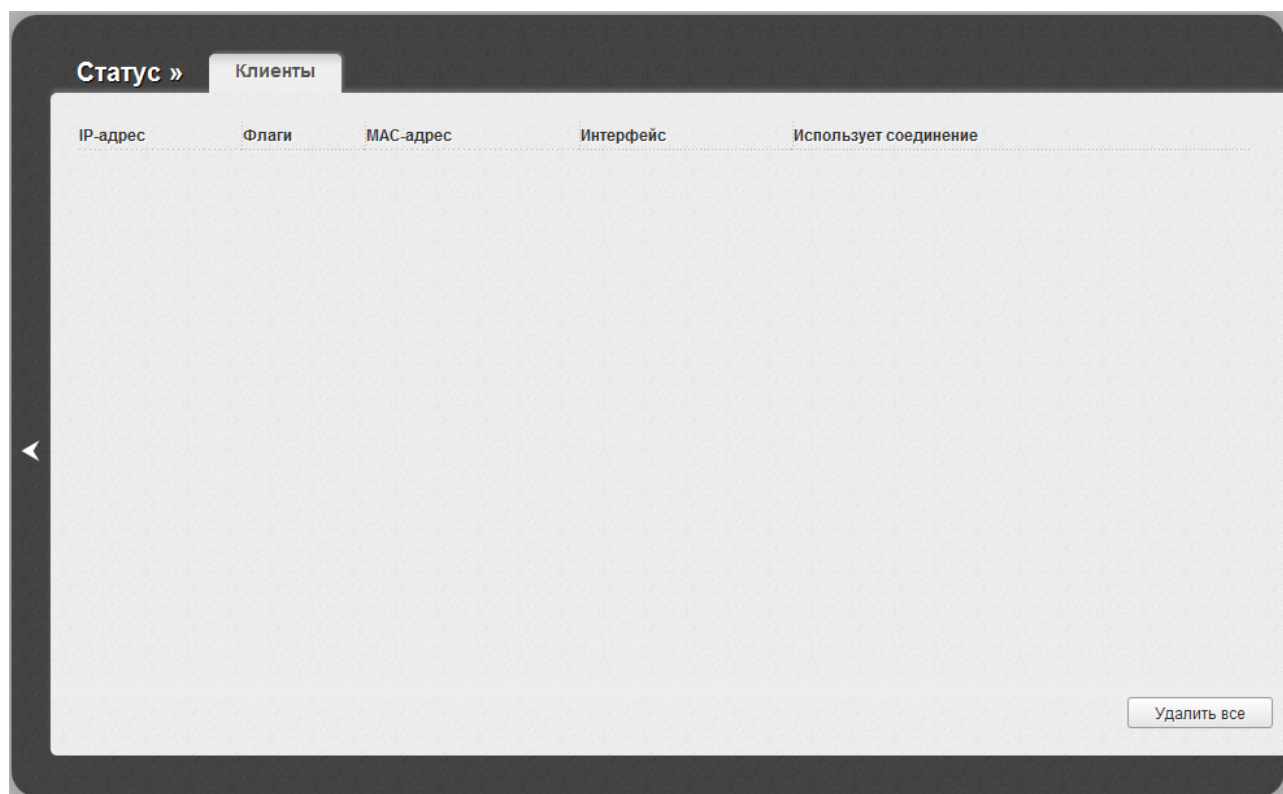 Статус » Клиенты
IP-адрес Флаги MAC-адрес Интерфейс Использует соединение
Удалить все